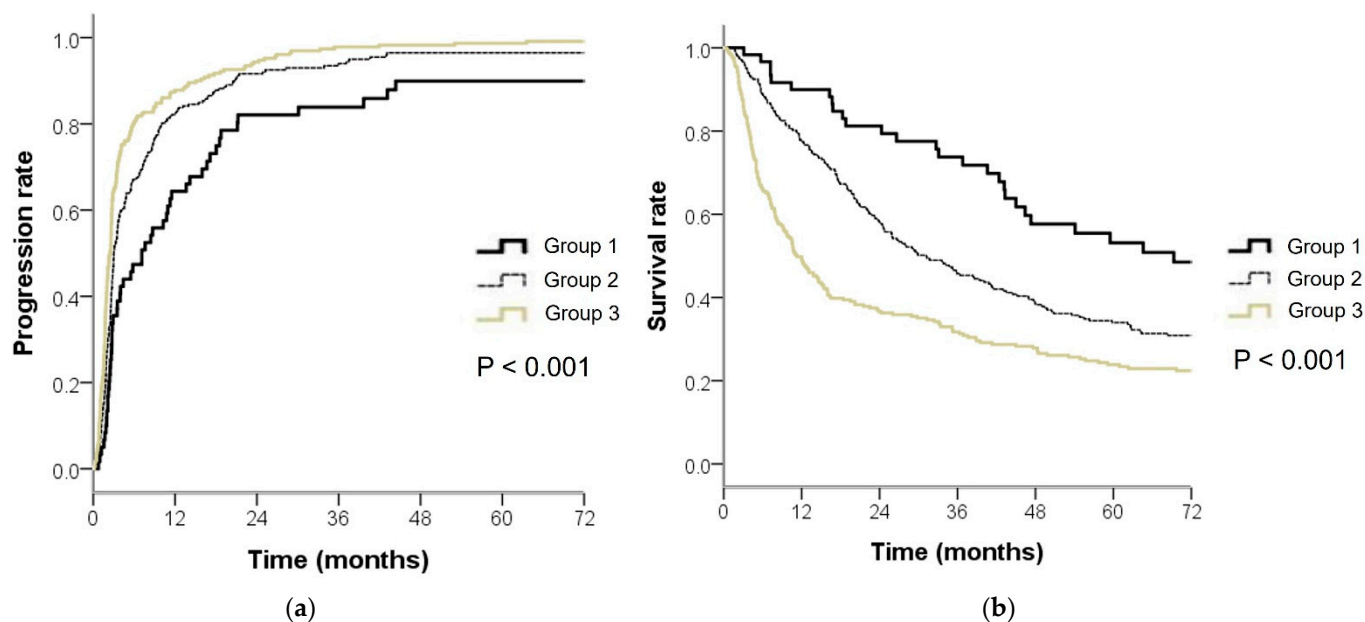 Progression rate
1.0
0.8
0.6
0.4
0.2
0.0
0 12 24 36 48 60 72
Time (months)
Group 1
Group 2
Group 3
P < 0.001
(a)
Survival rate
1.0
0.8
0.6
0.4
0.2
0.0
0 12 24 36 48 60 72
Time (months)
Group 1
Group 2
Group 3
P < 0.001
(b)